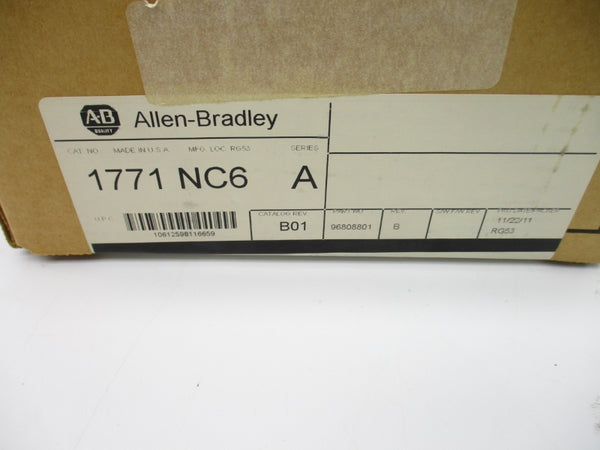 A-B
QUALITY
Allen-Bradley
CAT NO. MADE IN U.S.A. MFG. LOC. RG53 SERIES
1771 NC6 A
U.P.C.
10612598116659
CATALOG REV.
B01
PART NO.
96808801
REV.
B
S/W.F/W.REV.
11/22/11
RG53